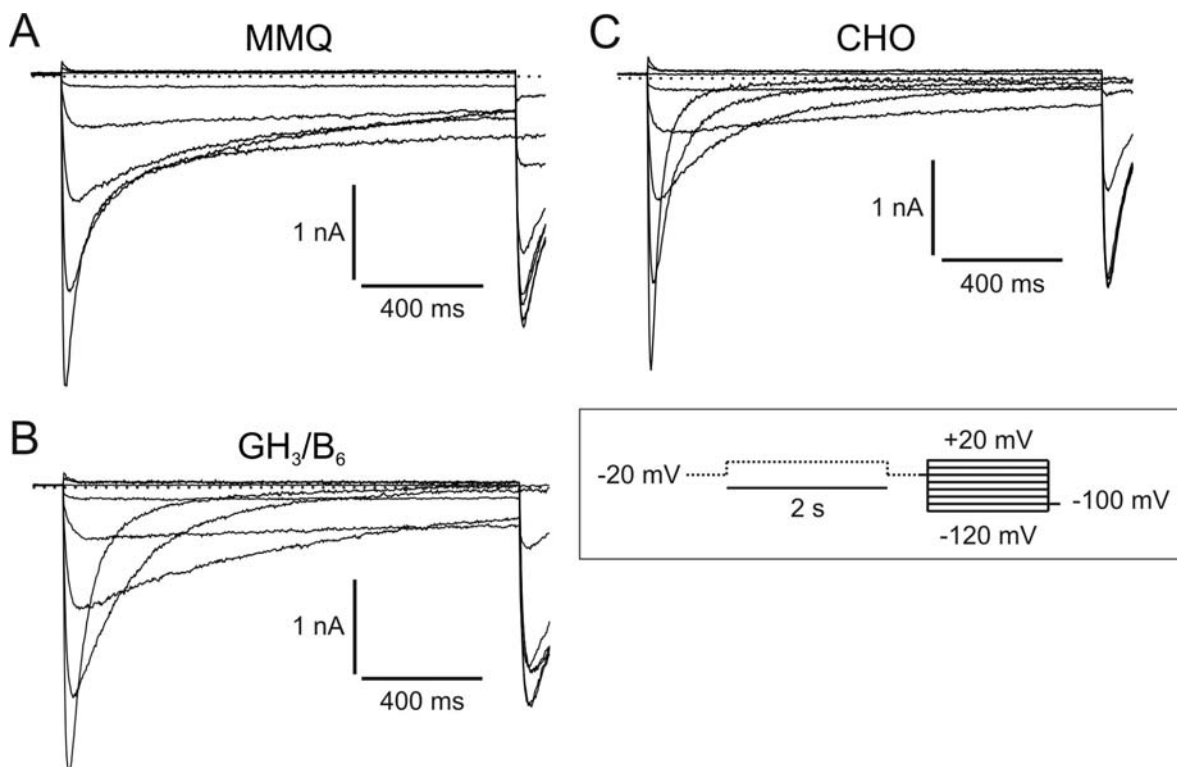 A
MMQ
1 nA
400 ms
B
GH₃/B₆
1 nA
400 ms
C
CHO
1 nA
400 ms
-20 mV
2 s
+20 mV
-100 mV
-120 mV